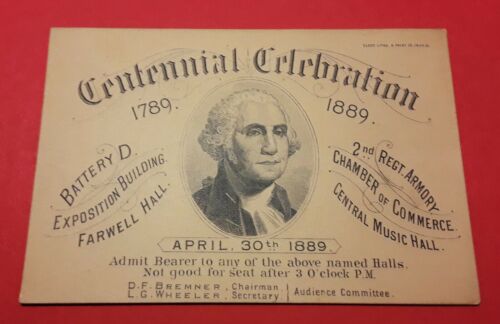 Centennial Celebration
1789. 1889.
BATTERY D.
EXPOSITION BUILDING.
FARWELL HALL.
2nd REGT. ARMORY.
CHAMBER OF COMMERCE.
CENTRAL MUSIC HALL.
APRIL, 30th 1889.
Admit Bearer to any of the above named Halls.
Not good for seat after 3 O'clock P.M.
D.F. BREMNER, Chairman.
L.G. WHEELER, Secretary.
Audience Committee.